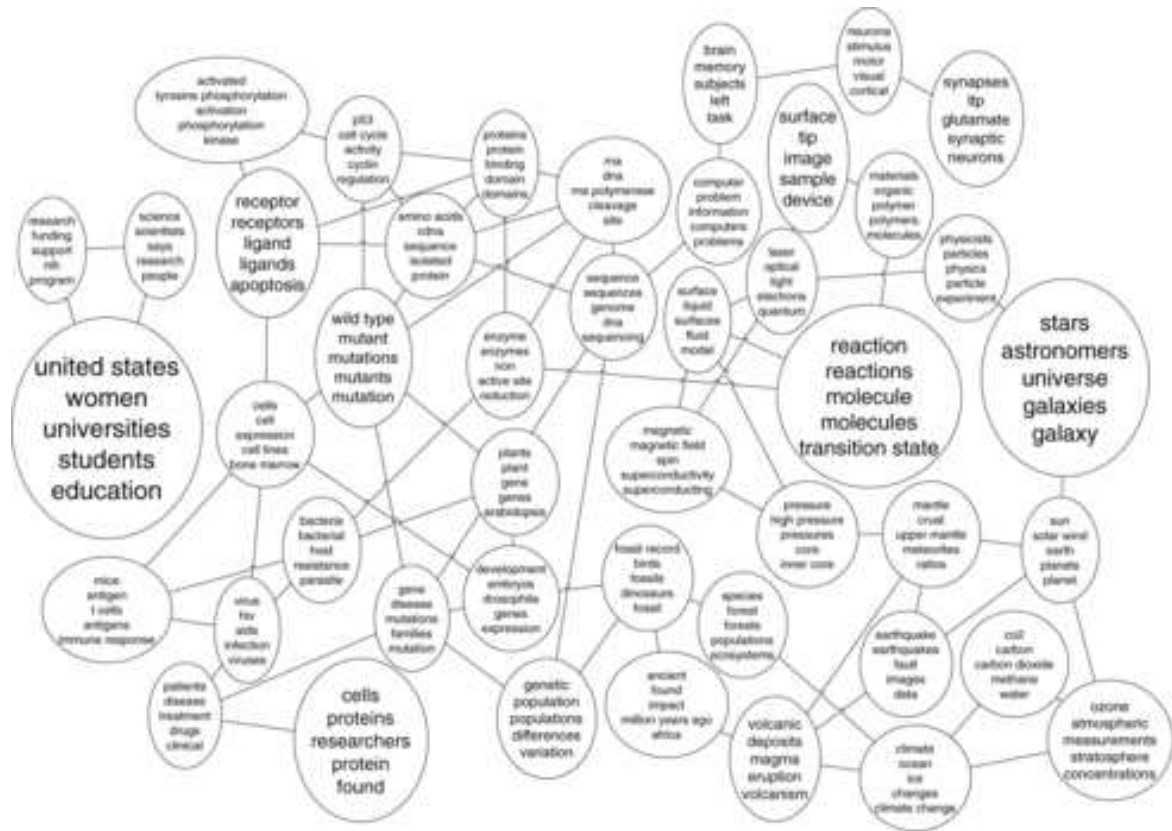 activated
tyrosine phosphorylation
activation
phosphorylation
kinase
p53
cell cycle
activity
cyclin
regulation
proteins
protein
binding
domain
domains
rna
dna
rna polymerase
cleavage
site
brain
memory
subjects
left
task
neurons
stimulus
motor
visual
cortical
synapses
ltp
glutamate
synaptic
neurons
surface
tip
image
sample
device
materials
organic
polymer
polymers
molecules
computer
problem
information
computers
problems
research
funding
support
nih
program
science
scientists
says
research
people
receptor
receptors
ligand
ligands
apoptosis
amino acids
cdna
sequence
isolated
protein
sequence
sequences
genome
dna
sequencing
surface
liquid
surfaces
fluid
model
laser
optical
light
electrons
quantum
physicists
particles
physics
particle
experiment
united states
women
universities
students
education
wild type
mutant
mutations
mutants
mutation
enzyme
enzymes
iron
active site
reduction
reaction
reactions
molecule
molecules
transition state
stars
astronomers
universe
galaxies
galaxy
cells
cell
expression
cell lines
bone marrow
plants
plant
gene
genes
arabidopsis
magnetic
magnetic field
spin
superconductivity
superconducting
pressure
high pressure
pressures
core
inner core
mantle
crust
upper mantle
meteorites
ratios
sun
solar wind
earth
planets
planet
bacteria
bacterial
host
resistance
parasite
mice
antigen
t cells
antigens
immune response
virus
hiv
aids
infection
viruses
gene
disease
mutations
families
mutation
development
embryos
drosophila
genes
expression
fossil record
birds
fossils
dinosaurs
fossil
species
forest
forests
populations
ecosystems
earthquake
earthquakes
fault
images
data
co2
carbon
carbon dioxide
methane
water
patients
disease
treatment
drugs
clinical
cells
proteins
researchers
protein
found
genetic
population
populations
differences
variation
ancient
found
impact
million years ago
africa
volcanic
deposits
magma
eruption
volcanism
climate
ocean
ice
changes
climate change
ozone
atmospheric
measurements
stratosphere
concentrations